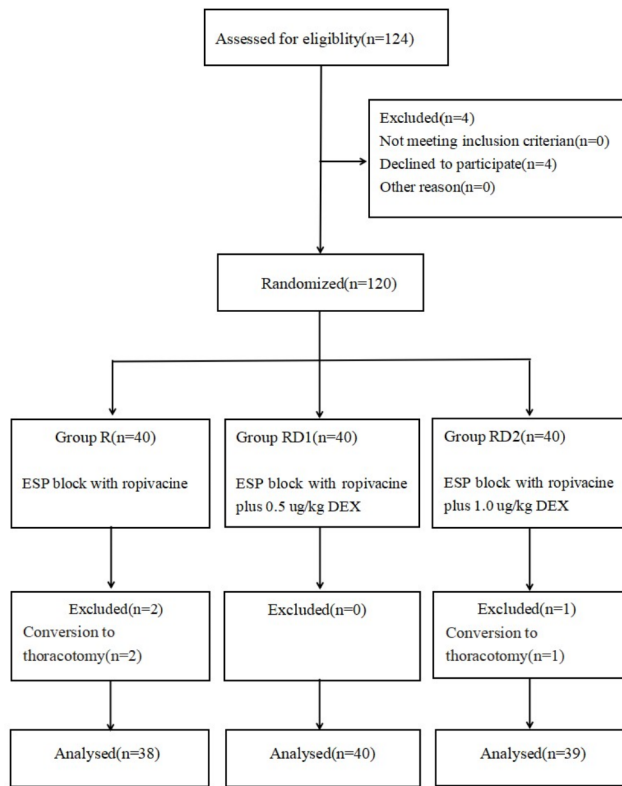 Assessed for eligiblity(n=124)
Excluded(n=4)
Not meeting inclusion criterian(n=0)
Declined to participate(n=4)
Other reason(n=0)
Randomized(n=120)
Group R(n=40)
ESP block with ropivacine
Group RD1(n=40)
ESP block with ropivacine
plus 0.5 ug/kg DEX
Group RD2(n=40)
ESP block with ropivacine
plus 1.0 ug/kg DEX
Excluded(n=2)
Conversion to
thoracotomy(n=2)
Excluded(n=0)
Excluded(n=1)
Conversion to
thoracotomy(n=1)
Analysed(n=38)
Analysed(n=40)
Analysed(n=39)